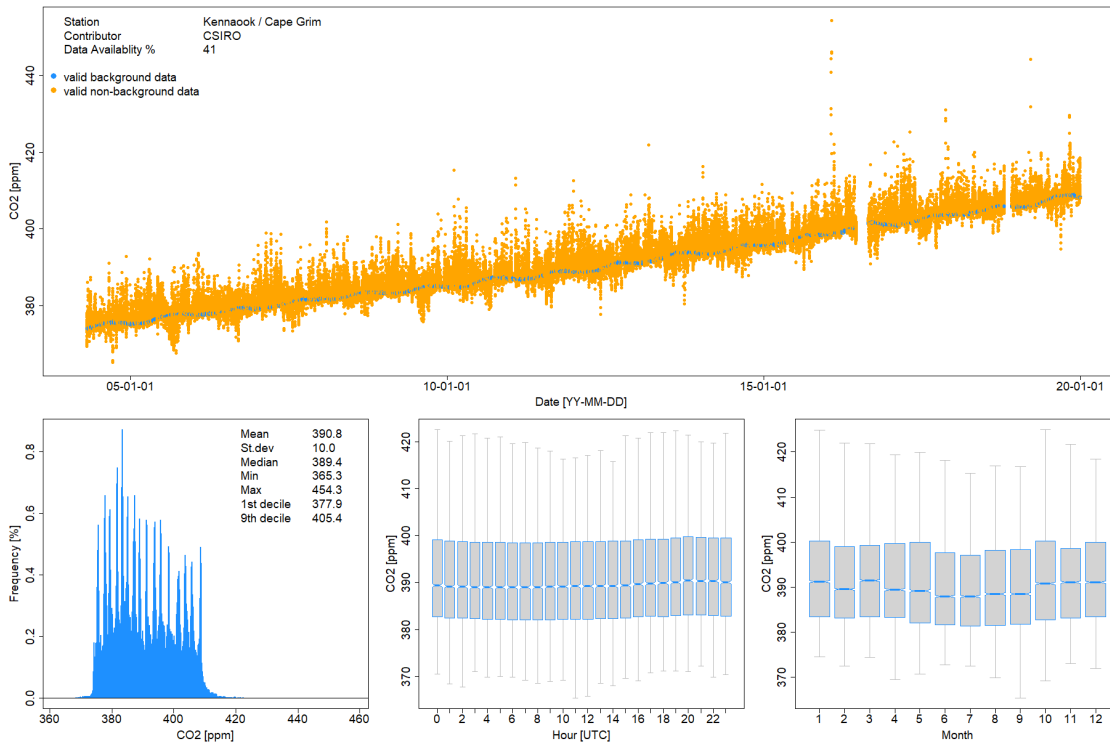 Station Kennaook / Cape Grim
Contributor CSIRO
Data Availablity % 41
valid background data
valid non-background data
CO2 [ppm]
440
420
400
380
05-01-01 10-01-01 15-01-01 20-01-01
Date [YY-MM-DD]
Mean 390.8
St.dev 10.0
Median 389.4
Min 365.3
Max 454.3
1st decile 377.9
9th decile 405.4
Frequency [%]
0.8
0.6
0.4
0.2
0.0
360 380 400 420 440 460
CO2 [ppm]
CO2 [ppm]
420
410
400
390
380
370
0 2 4 6 8 10 12 14 16 18 20 22
Hour [UTC]
CO2 [ppm]
420
410
400
390
380
370
1 2 3 4 5 6 7 8 9 10 11 12
Month